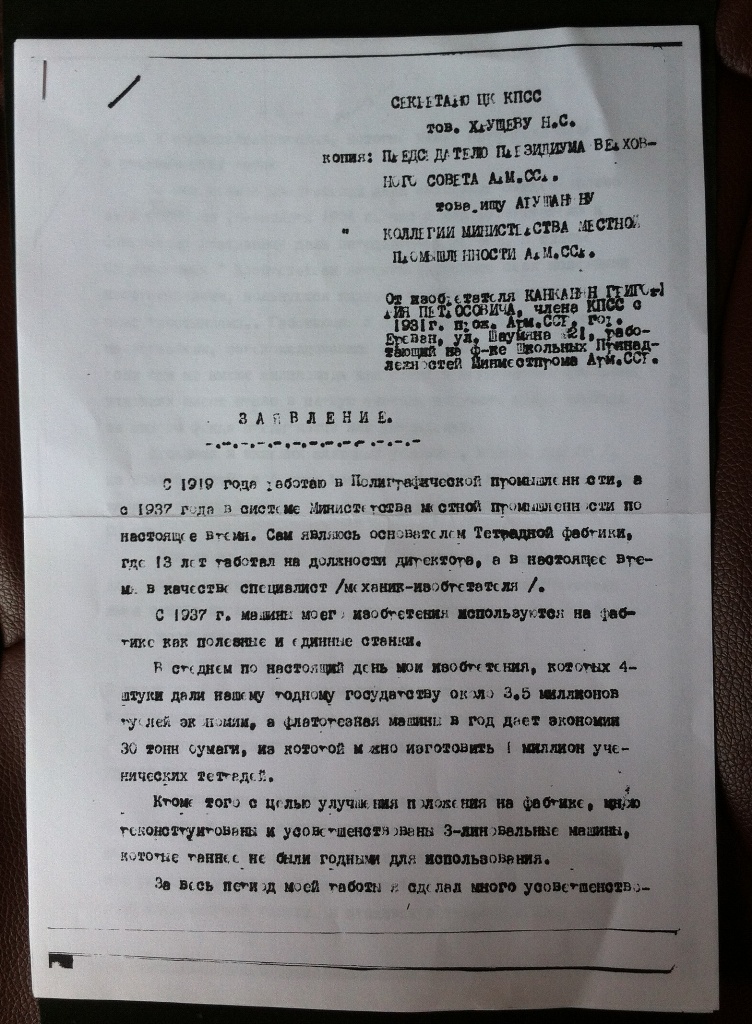 СЕКРЕТАРЮ ЦК КПСС
тов. ХРУЩЕВУ Н.С.
копия: ПРЕДСЕДАТЕЛЮ ПРЕЗИДИУМА ВЕРХОВ-
НОГО СОВЕТА АРМ.ССР.
товарищу АРУШАНЯНУ
" КОЛЛЕГИИ МИНИСТЕРСТВА МЕСТНОЙ
ПРОМЫШЛЕННОСТИ АРМ.ССР.
От изобретателя КАНКАНЯН ГРИГОР-
ИЯ ПЕТРОСОВИЧА, члена КПСС с
1931г. прож. Арм.ССР, гор.
Ереван, ул. Шаумяна №21, рабо-
тающий на ф-ке Школьных Принад-
лежностей Минместпрома Арм.ССР.
ЗАЯВЛЕНИЕ.
С 1919 года работаю в Полиграфической промышленности, а
с 1937 года в системе Министерства местной промышленности по
настоящее время. Сам являюсь основателем Тетрадной фабрики,
где 13 лет работал на должности директора, а в настоящее вре-
мя в качестве специалист /механик-изобретателя /.
С 1937 г. машины моего изобретения используются на фаб-
рике как полезные и единные станки.
В среднем по настоящий день мои изобретения, которых 4-
штуки дали нашему родному государству около 3,5 миллионов
рублей экономии, а флаторезная машины в год дает экономии
30 тонн бумаги, из которой можно изготовить 1 миллион уче-
нических тетрадей.
Кроме того с целью улучшения положения на фабрике, мною
реконструированы и усовершенствованы 3-линовальные машины,
которые раннее не были годными для использования.
За весь период моей работы я сделал много усовершенство-